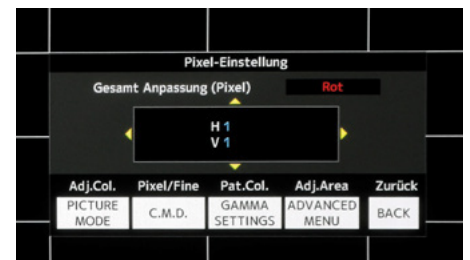 Pixel-Einstellung
Gesamt Anpassung (Pixel) Rot
H 1
V 1
Adj.Col. Pixel/Fine Pat.Col. Adj.Area Zurück
PICTURE MODE C.M.D. GAMMA SETTINGS ADVANCED MENU BACK